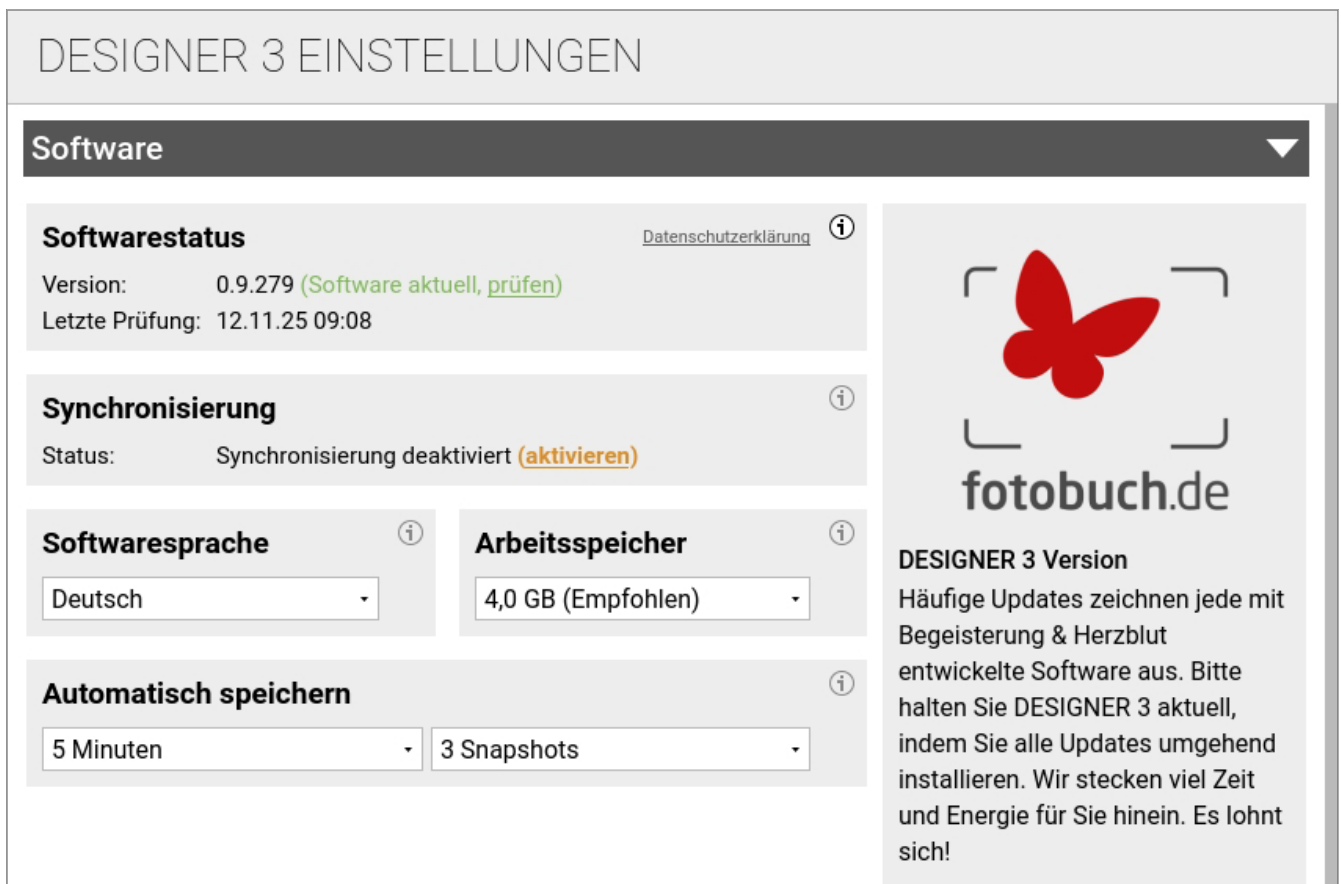 DESIGNER 3 EINSTELLUNGEN
Software
Softwarestatus
Datenschutzerklärung
Version: 0.9.279 (Software aktuell, prüfen)
Letzte Prüfung: 12.11.25 09:08
Synchronisierung
Status: Synchronisierung deaktiviert (aktivieren)
Softwaresprache
Deutsch
Arbeitsspeicher
4,0 GB (Empfohlen)
Automatisch speichern
5 Minuten
3 Snapshots
fotobuch.de
DESIGNER 3 Version
Häufige Updates zeichnen jede mit
Begeisterung & Herzblut
entwickelte Software aus. Bitte
halten Sie DESIGNER 3 aktuell,
indem Sie alle Updates umgehend
installieren. Wir stecken viel Zeit
und Energie für Sie hinein. Es lohnt
sich!